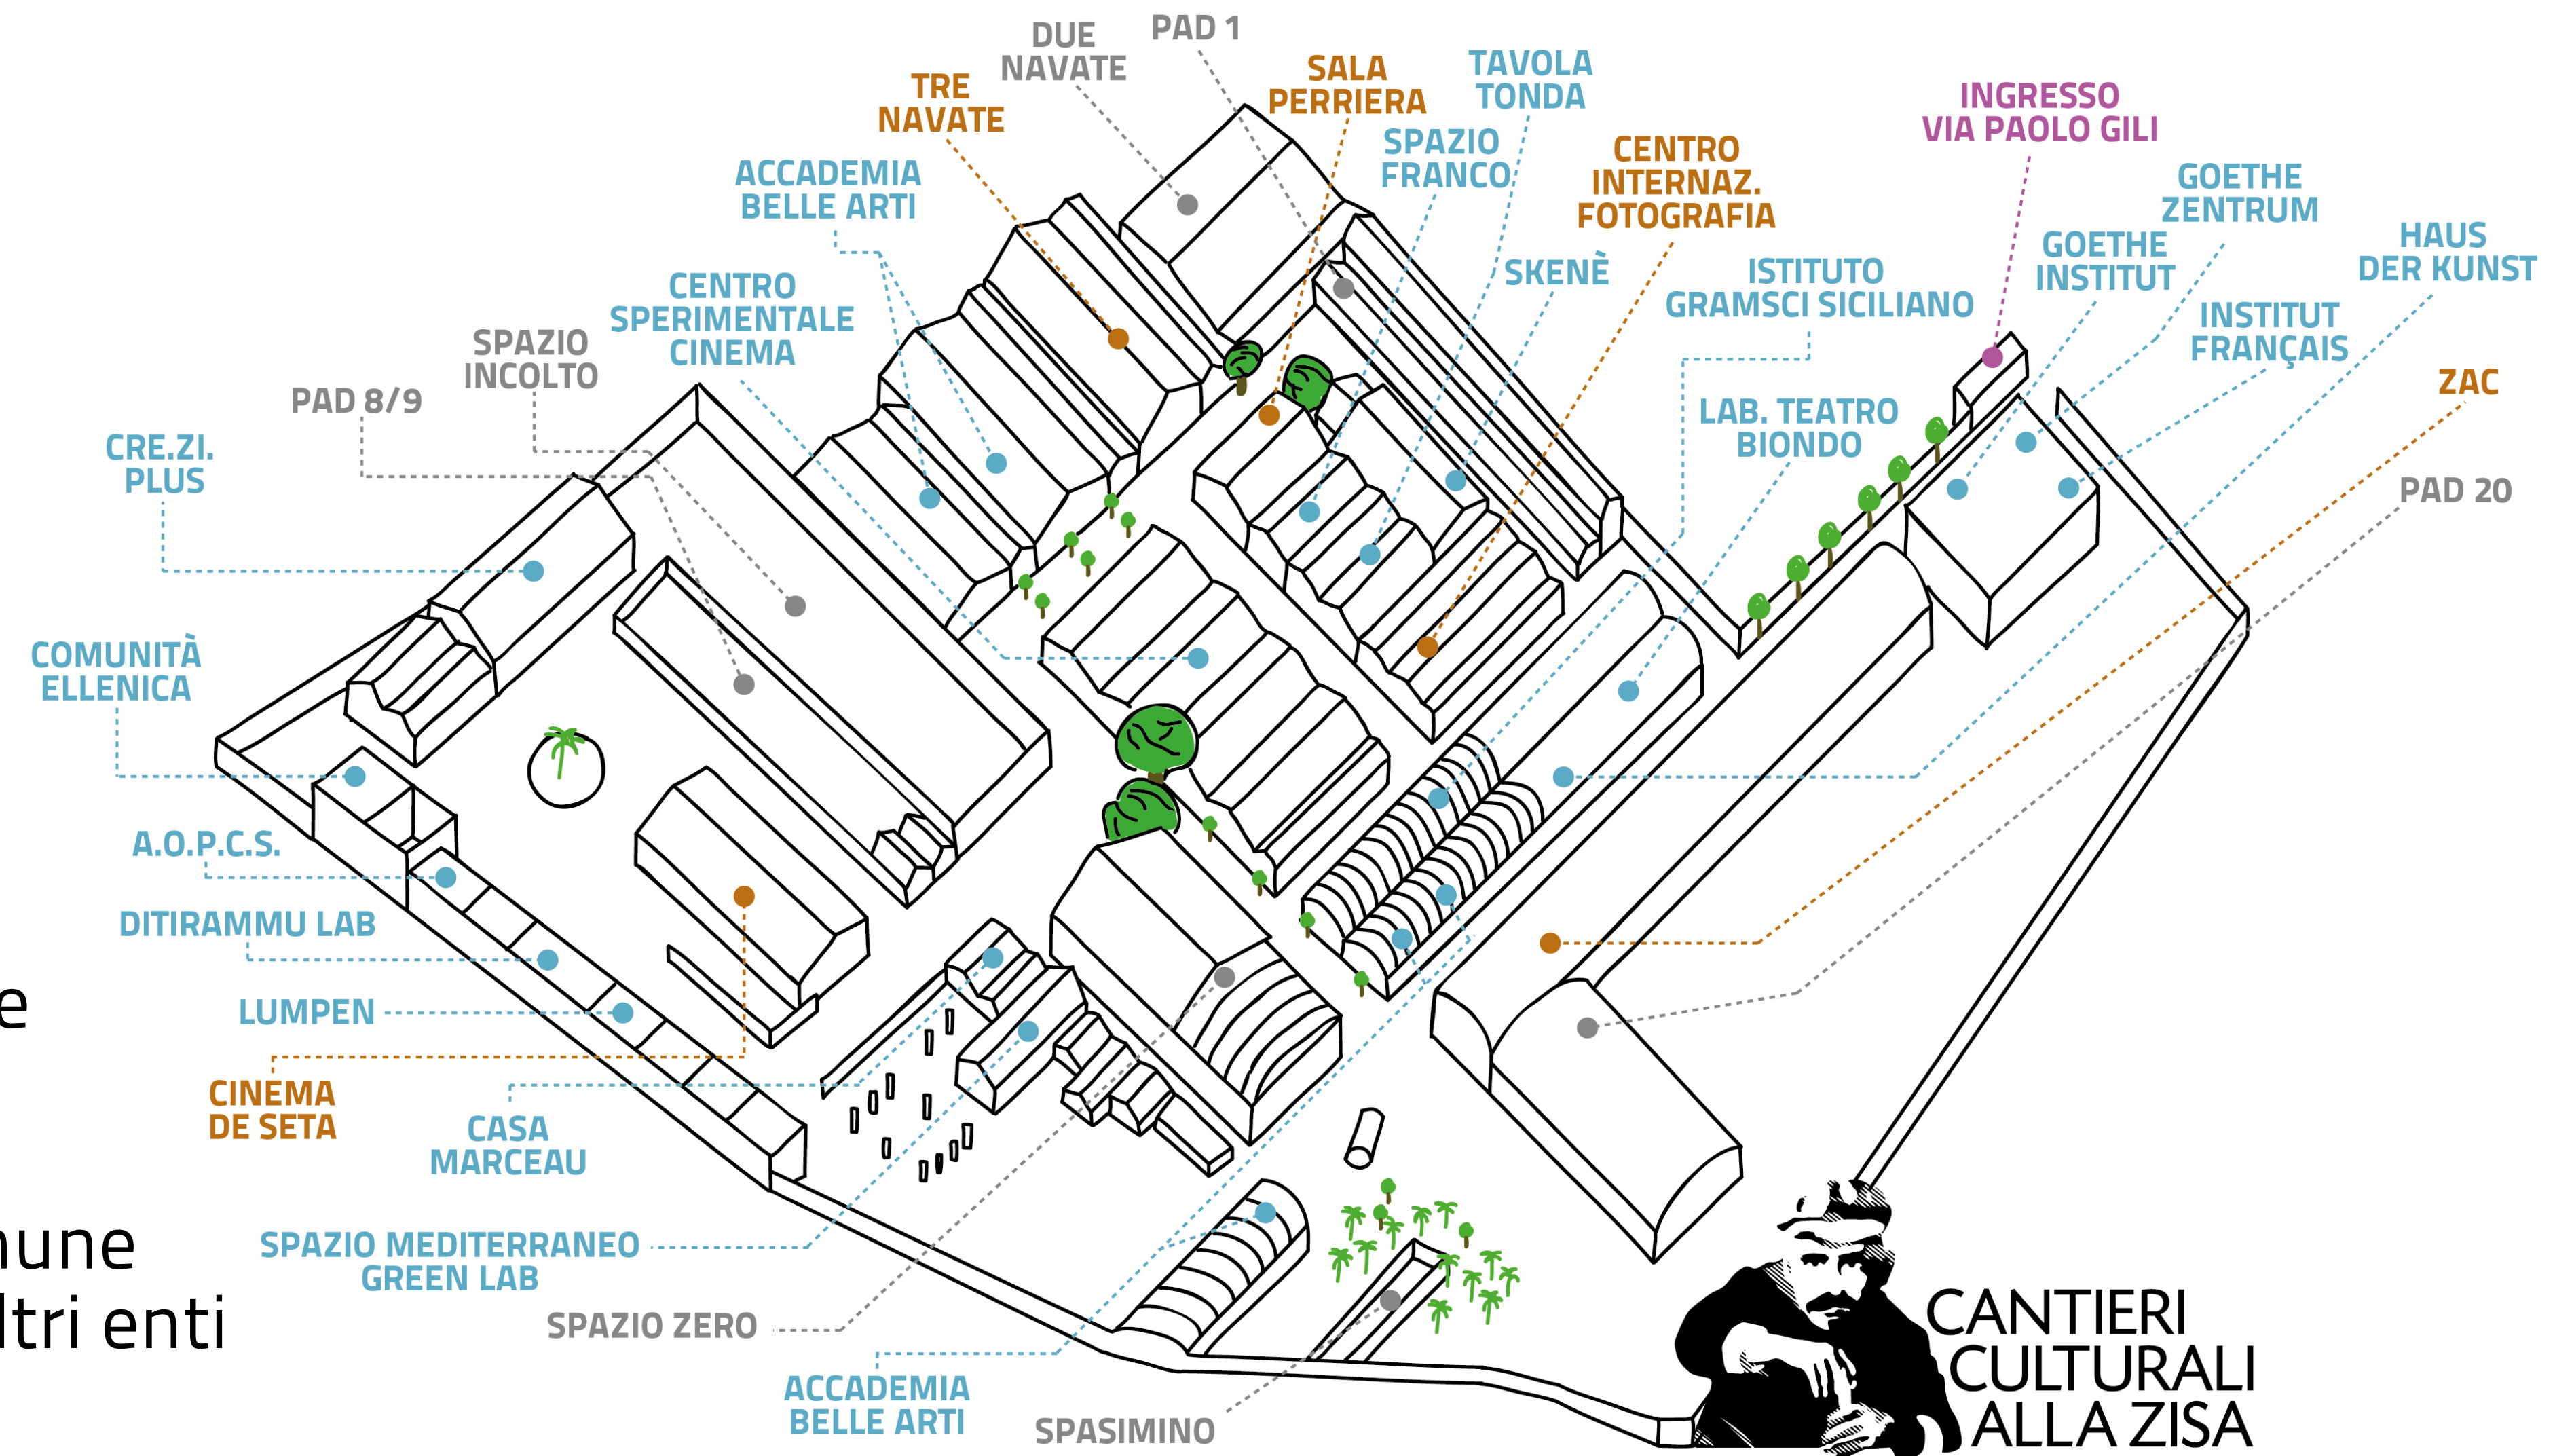 DUE
NAVATE
PAD 1
TRE
NAVATE
SALA
PERRIERA
TAVOLA
TONDA
SPAZIO
FRANCO
INGRESSO
VIA PAOLO GILI
CENTRO
INTERNAZ.
FOTOGRAFIA
ACCADEMIA
BELLE ARTI
GOETHE
ZENTRUM
GOETHE
INSTITUT
HAUS
DER KUNST
SKENÈ
ISTITUTO
GRAMSCI SICILIANO
CENTRO
SPERIMENTALE
CINEMA
INSTITUT
FRANÇAIS
SPAZIO
INCOLTO
PAD 8/9
ZAC
LAB. TEATRO
BIONDO
CRE.ZI.
PLUS
PAD 20
COMUNITÀ
ELLENICA
A.O.P.C.S.
DITIRAMMU LAB
LUMPEN
e
CINEMA
DE SETA
CASA
MARCEAU
mune
ltri enti
SPAZIO MEDITERRANEO
GREEN LAB
SPAZIO ZERO
ACCADEMIA
BELLE ARTI
SPASIMINO
CANTIERI
CULTURALI
ALLA ZISA